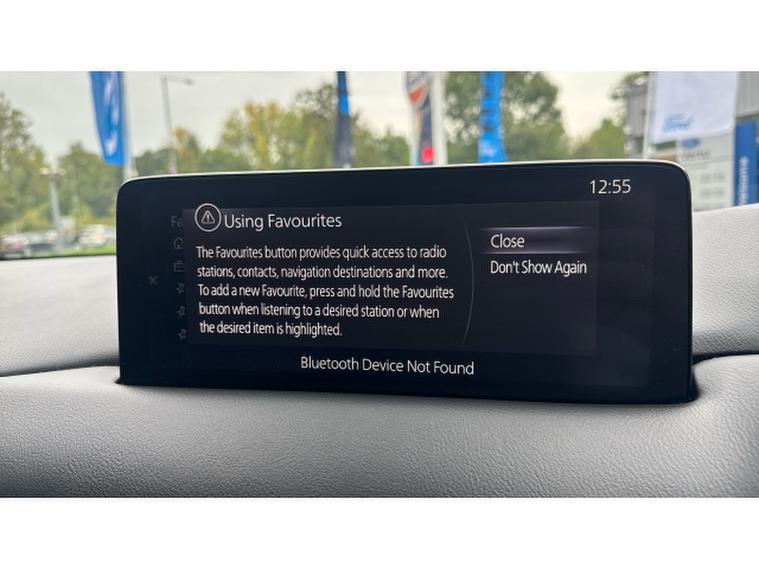 12:55
Using Favourites
The Favourites button provides quick access to radio
stations, contacts, navigation destinations and more.
To add a new Favourite, press and hold the Favourites
button when listening to a desired station or when
the desired item is highlighted.
Close
Don't Show Again
Bluetooth Device Not Found
Ford